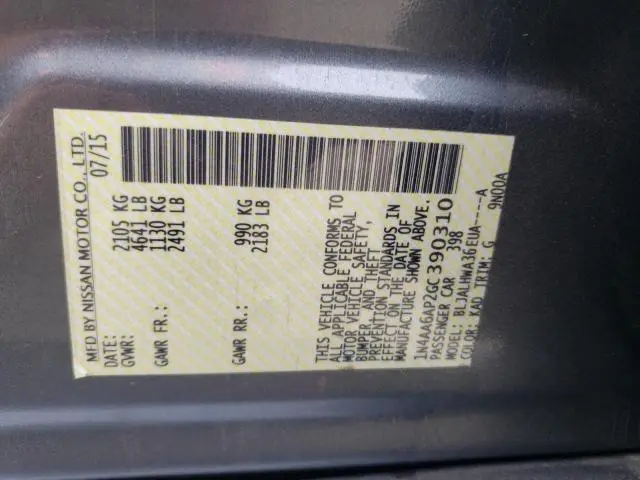 MFD BY NISSAN MOTOR CO., LTD.
DATE: 07/15
GVWR: 2105 KG
4641 LB
GAWR FR.: 1130 KG
2491 LB
GAWR RR.: 990 KG
2183 LB
THIS VEHICLE CONFORMS TO
ALL APPLICABLE FEDERAL
MOTOR VEHICLE SAFETY,
BUMPER AND THEFT
PREVENTION STANDARDS IN
EFFECT ON THE DATE OF
MANUFACTURE SHOWN ABOVE.
1N4AA6AP2GC390310
PASSENGER CAR 398
MODEL: BLJALHWA36EUA----A
COLOR: KAD TRIM: G 9N00A